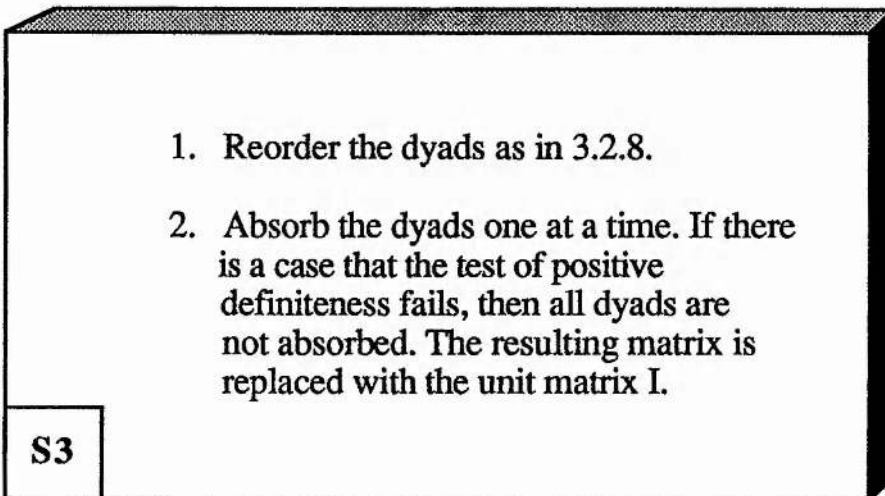 1. Reorder the dyads as in 3.2.8.
2. Absorb the dyads one at a time. If there
is a case that the test of positive
definiteness fails, then all dyads are
not absorbed. The resulting matrix is
replaced with the unit matrix I.
S3